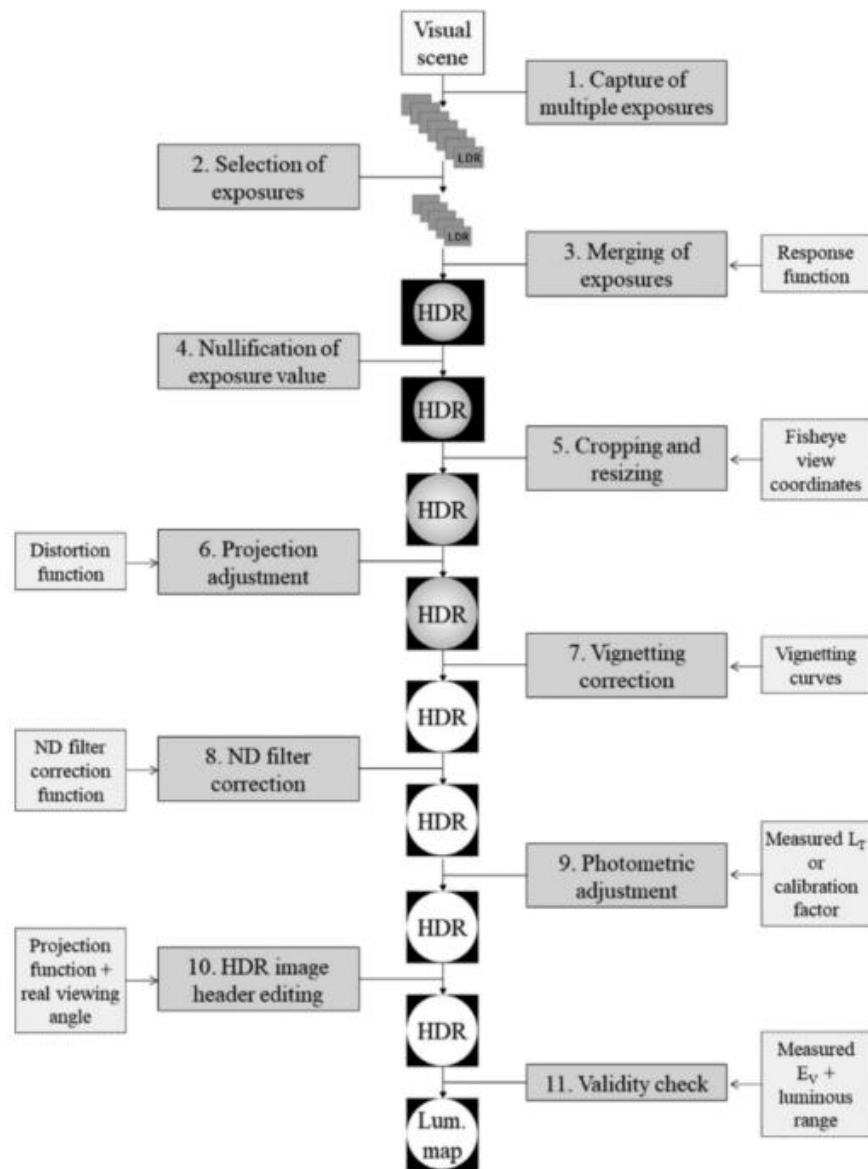 Visual
scene
1. Capture of
multiple exposures
LDR
2. Selection of
exposures
LDR
3. Merging of
exposures
Response
function
HDR
4. Nullification of
exposure value
HDR
5. Cropping and
resizing
Fisheye
view
coordinates
HDR
Distortion
function
6. Projection
adjustment
HDR
7. Vignetting
correction
Vignetting
curves
HDR
ND filter
correction
function
8. ND filter
correction
HDR
9. Photometric
adjustment
Measured L_T
or
calibration
factor
HDR
Projection
function +
real viewing
angle
10. HDR image
header editing
HDR
11. Validity check
Measured
E_V +
luminous
range
Lum.
map